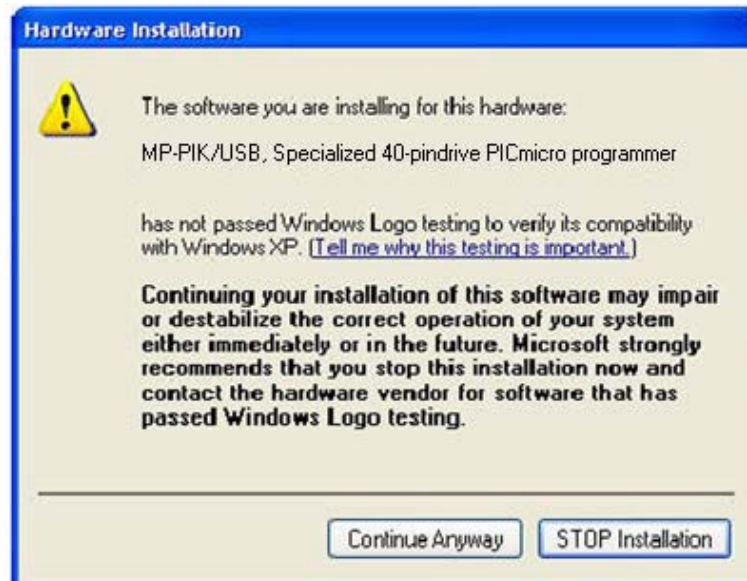 Hardware Installation
The software you are installing for this hardware:
MP-PIK/USB, Specialized 40-pindrive PICmicro programmer
has not passed Windows Logo testing to verify its compatibility
with Windows XP. (Tell me why this testing is important.)
Continuing your installation of this software may impair
or destabilize the correct operation of your system
either immediately or in the future. Microsoft strongly
recommends that you stop this installation now and
contact the hardware vendor for software that has
passed Windows Logo testing.
Continue Anyway
STOP Installation